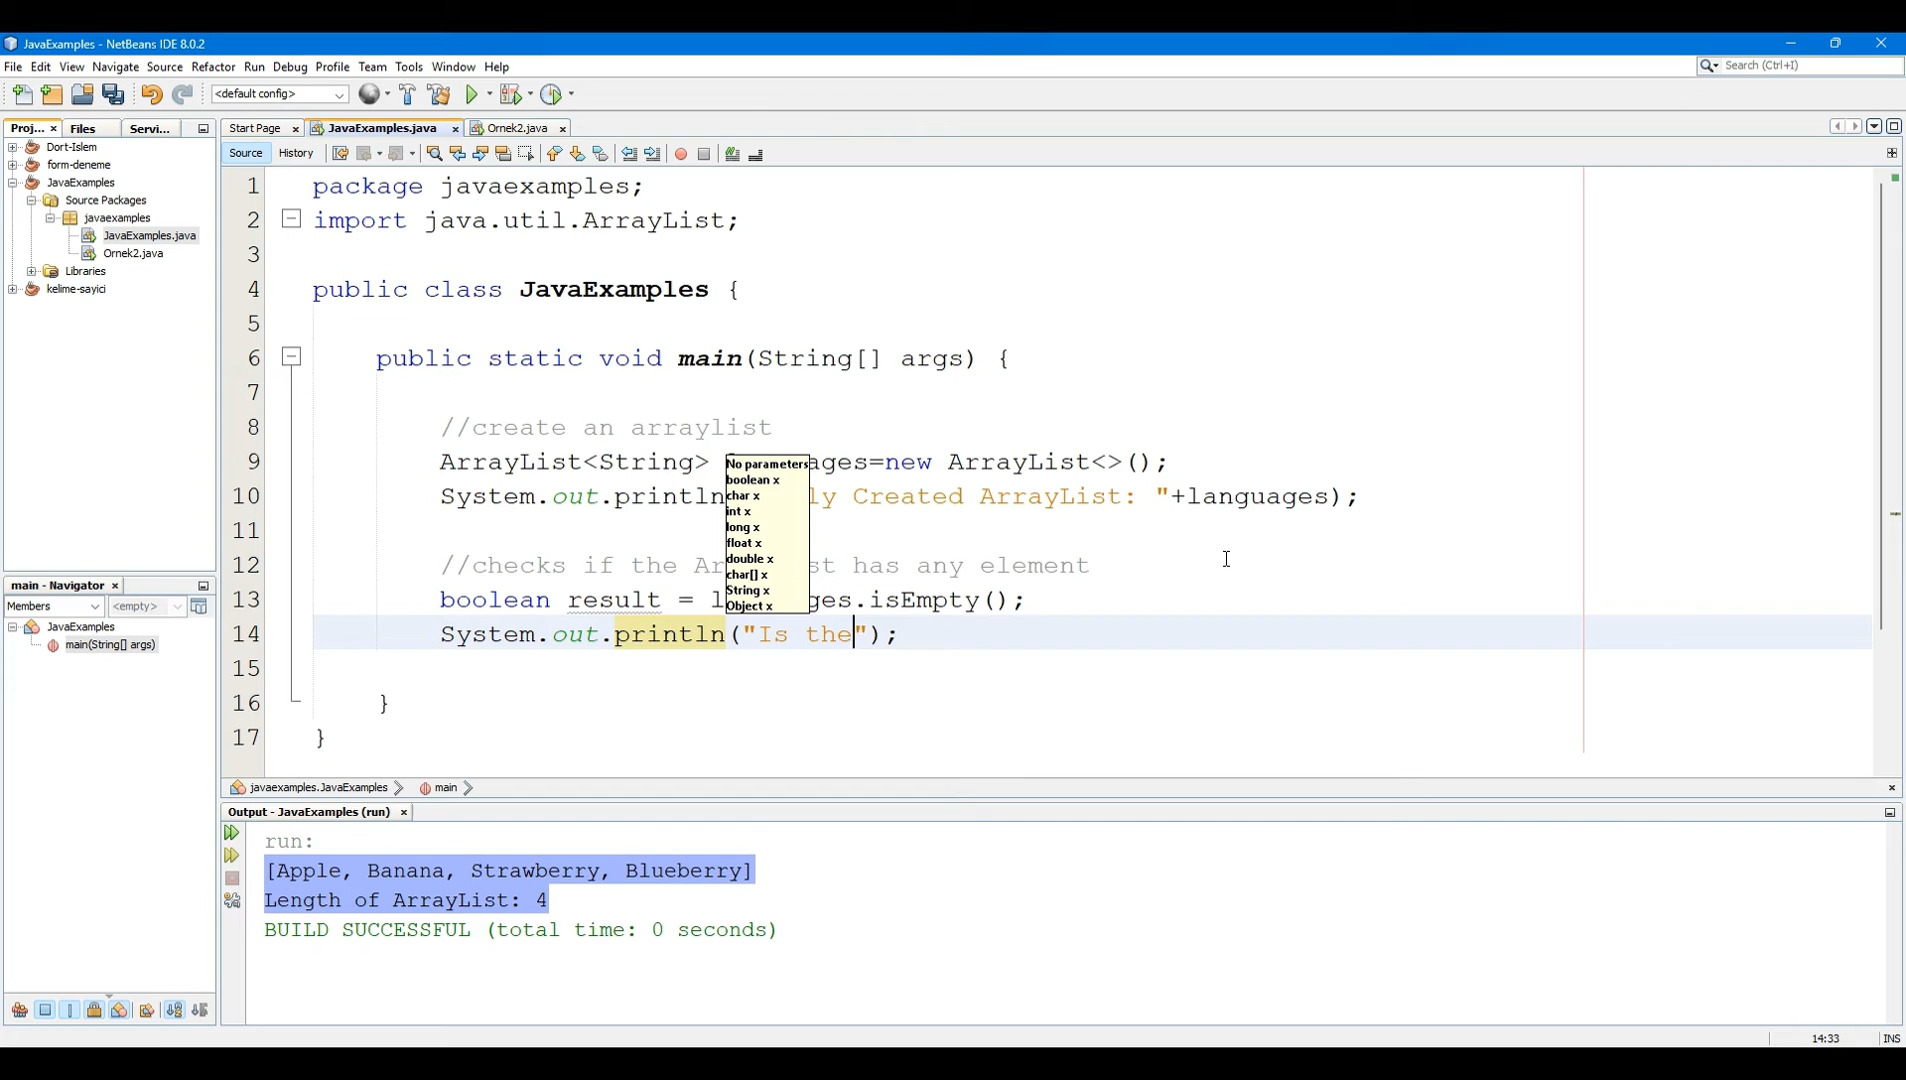 JavaExamples - NetBeans IDE 8.0.2
File Edit View Navigate Source Refactor Run Debug Profile Team Tools Window Help
Search (Ctrl+I)
<default config>
Proj... × Files Servi...
Start Page × JavaExamples.java × Ornek2.java ×
Source History
Dort-Islem
form-deneme
JavaExamples
Source Packages
javaexamples
JavaExamples.java
Ornek2.java
Libraries
kelime-sayici
1 package javaexamples;
2 import java.util.ArrayList;
3
4 public class JavaExamples {
5
6 public static void main(String[] args) {
7
8 //create an arraylist
9 ArrayList<String> ages=new ArrayList<>();
10 System.out.println ly Created ArrayList: "+languages);
11
12 //checks if the Ar st has any element
13 boolean result = l ges.isEmpty();
14 System.out.println("Is the");
15
16 }
17 }
No parameters
boolean x
char x
int x
long x
float x
double x
char[] x
String x
Object x
main - Navigator ×
Members <empty>
JavaExamples
main(String[] args)
javaexamples.JavaExamples main
Output - JavaExamples (run) ×
run:
[Apple, Banana, Strawberry, Blueberry]
Length of ArrayList: 4
BUILD SUCCESSFUL (total time: 0 seconds)
14:33 INS